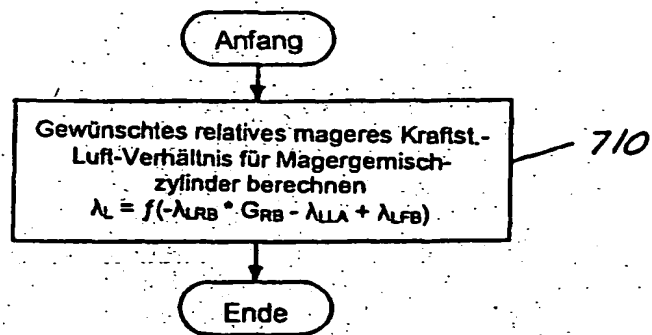 Anfang
Gewünschtes relatives mageres Kraftst.-
Luft-Verhältnis für Magergemisch-
zylinder berechnen
λL = f(-λLRB * GRB - λLLA + λLFB)
710
Ende